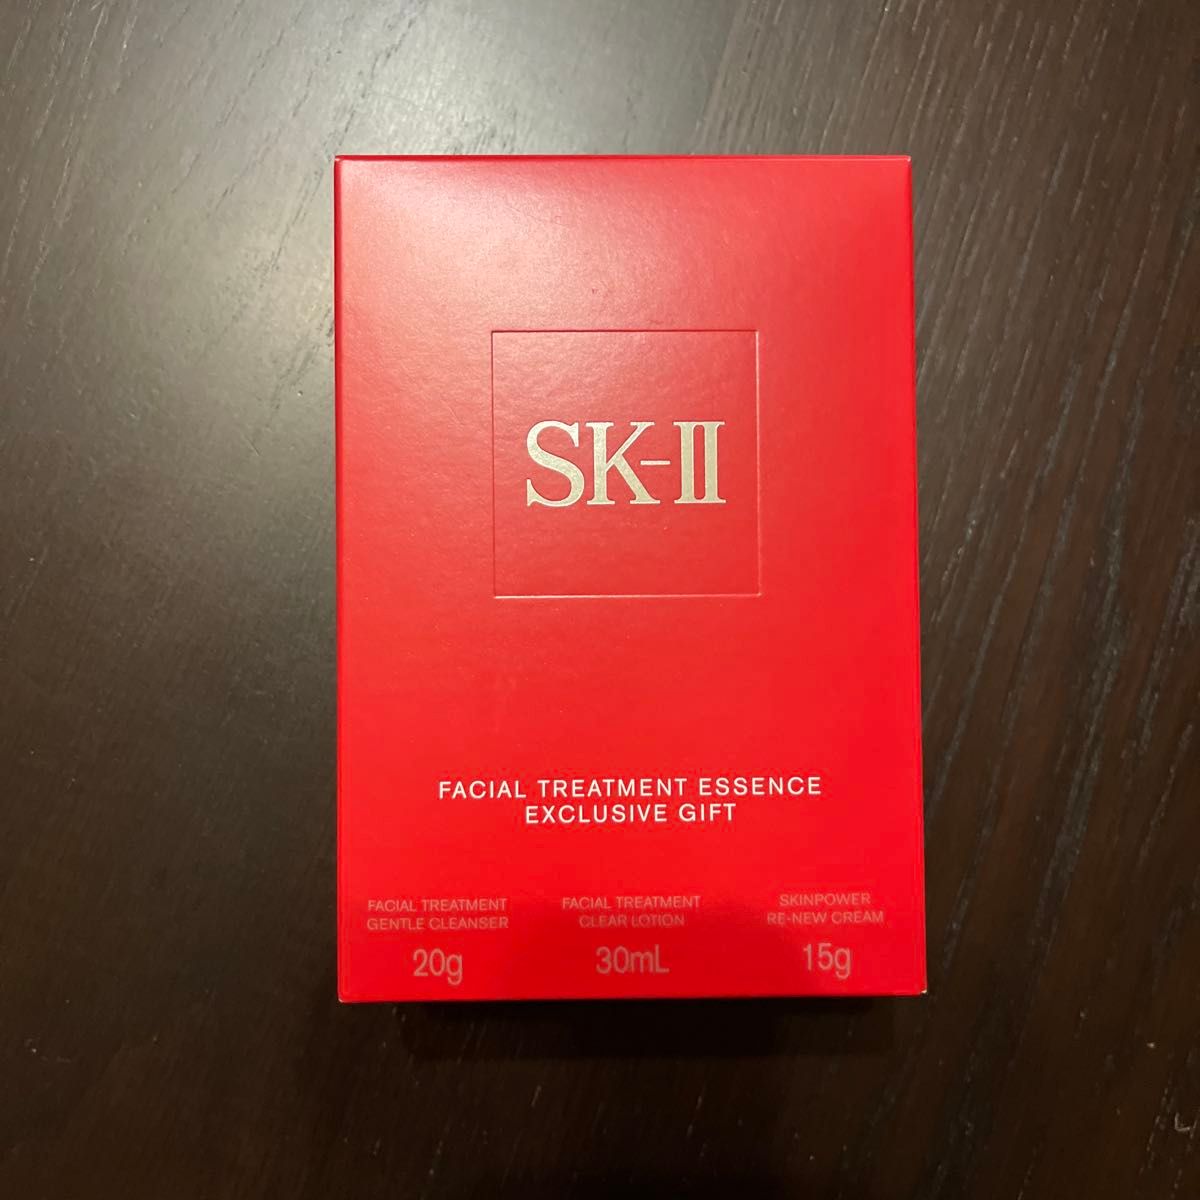 SK-II
FACIAL TREATMENT ESSENCE
EXCLUSIVE GIFT
FACIAL TREATMENT
GENTLE CLEANSER
20g
FACIAL TREATMENT
CLEAR LOTION
30mL
SKINPOWER
RE-NEW CREAM
15g